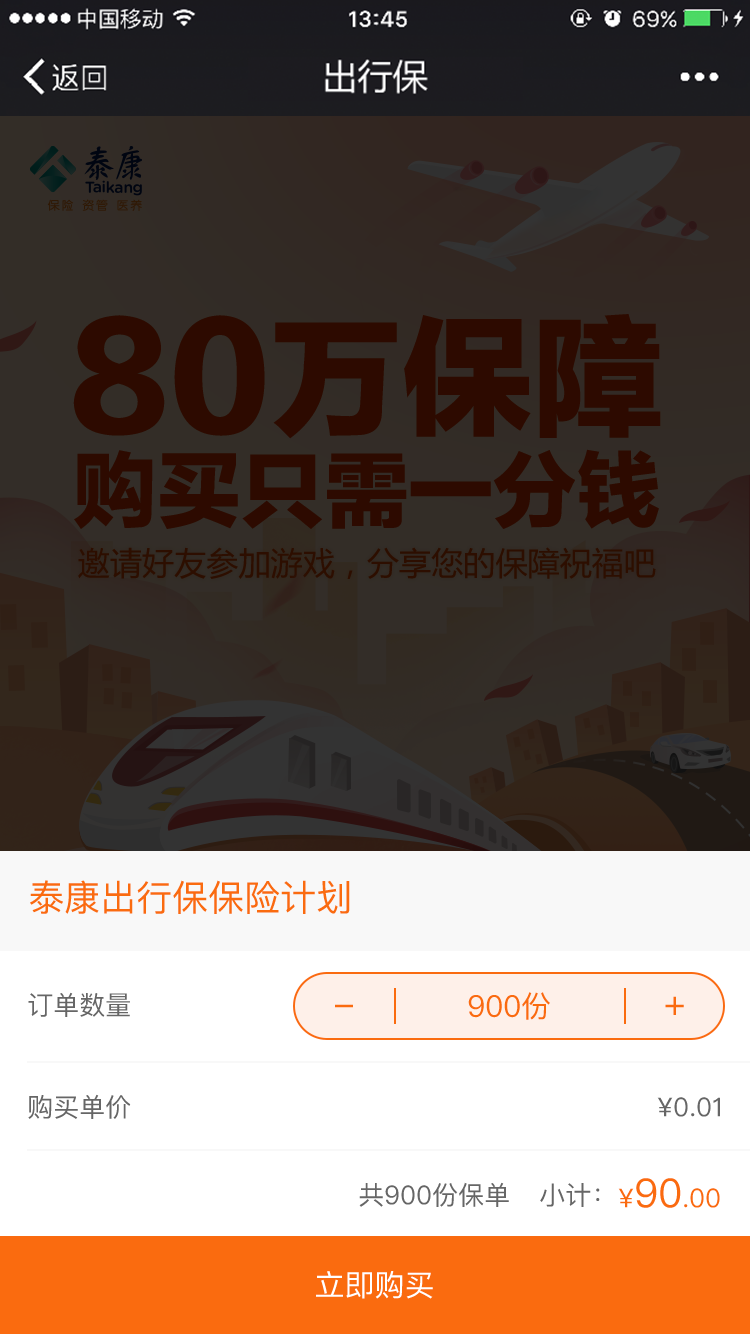 中国移动 13:45 69%
返回 出行保
泰康
Taikang
保险 资管 医养
80万保障
购买只需一分钱
邀请好友参加游戏，分享您的保障祝福吧
泰康出行保保险计划
订单数量 − 900份 +
购买单价 ¥0.01
共900份保单 小计：¥90.00
立即购买